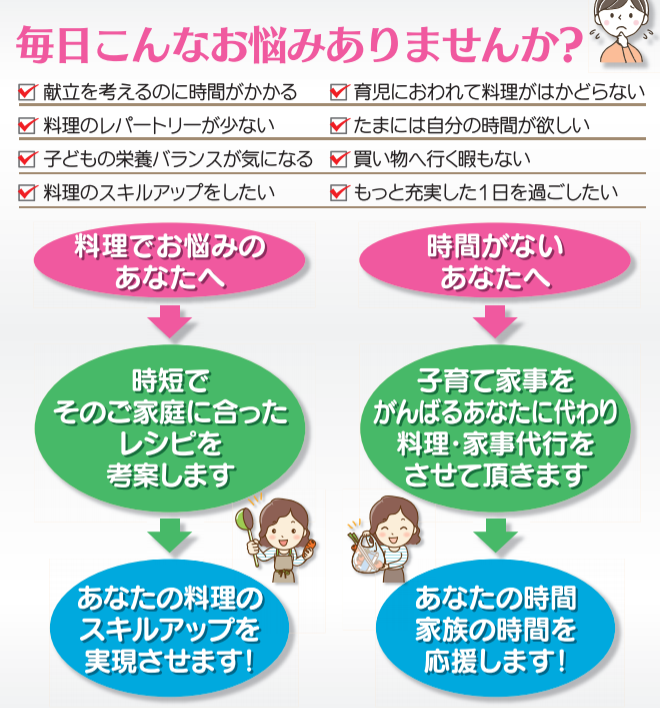 毎日こんなお悩みありませんか?
献立を考えるのに時間がかかる
料理のレパートリーが少ない
子どもの栄養バランスが気になる
料理のスキルアップをしたい
育児におわれて料理がはかどらない
たまには自分の時間が欲しい
買い物へ行く暇もない
もっと充実した1日を過ごしたい
料理でお悩みの
あなたへ
時短で
そのご家庭に合った
レシピを
考案します
あなたの料理の
スキルアップを
実現させます!
時間がない
あなたへ
子育て家事を
がんばるあなたに代わり
料理・家事代行を
させて頂きます
あなたの時間
家族の時間を
応援します!